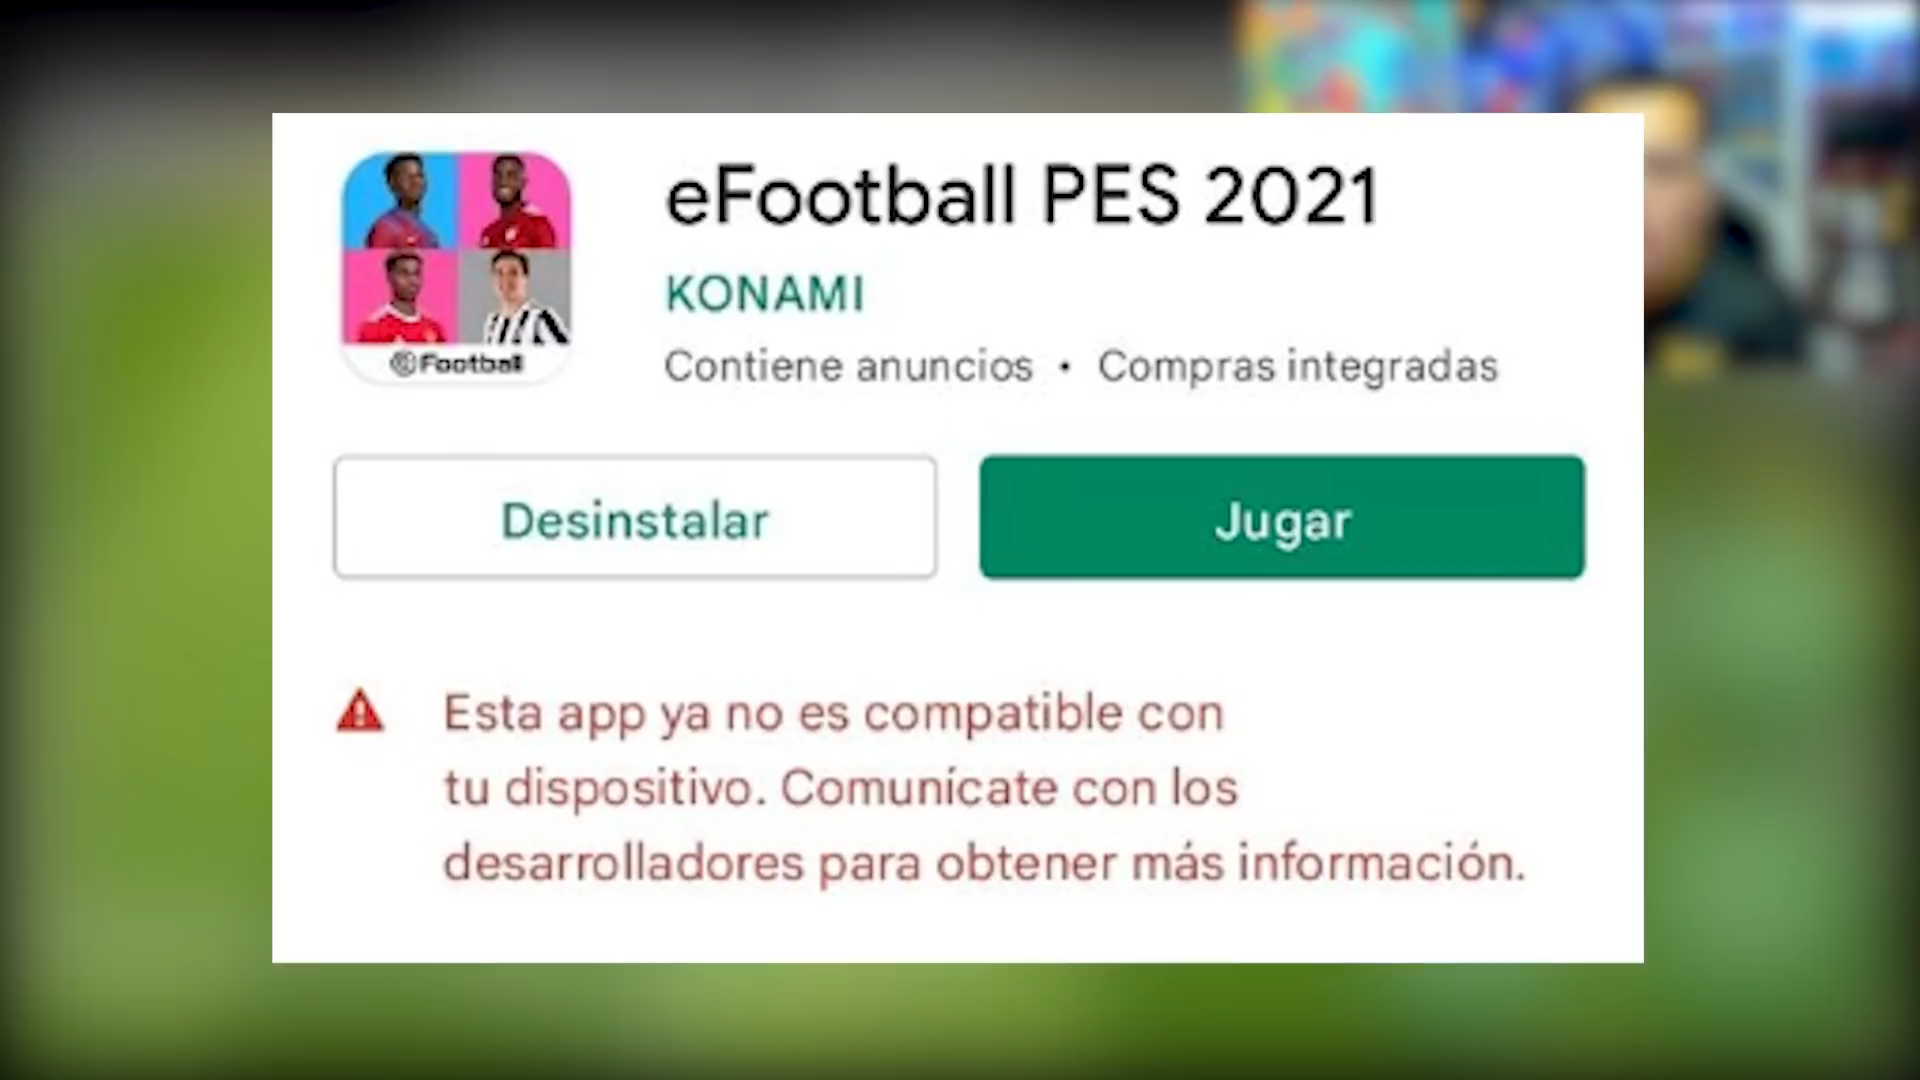 eFootball PES 2021
KONAMI
Contiene anuncios • Compras integradas
eFootball
Desinstalar
Jugar
Esta app ya no es compatible con
tu dispositivo. Comunícate con los
desarrolladores para obtener más información.